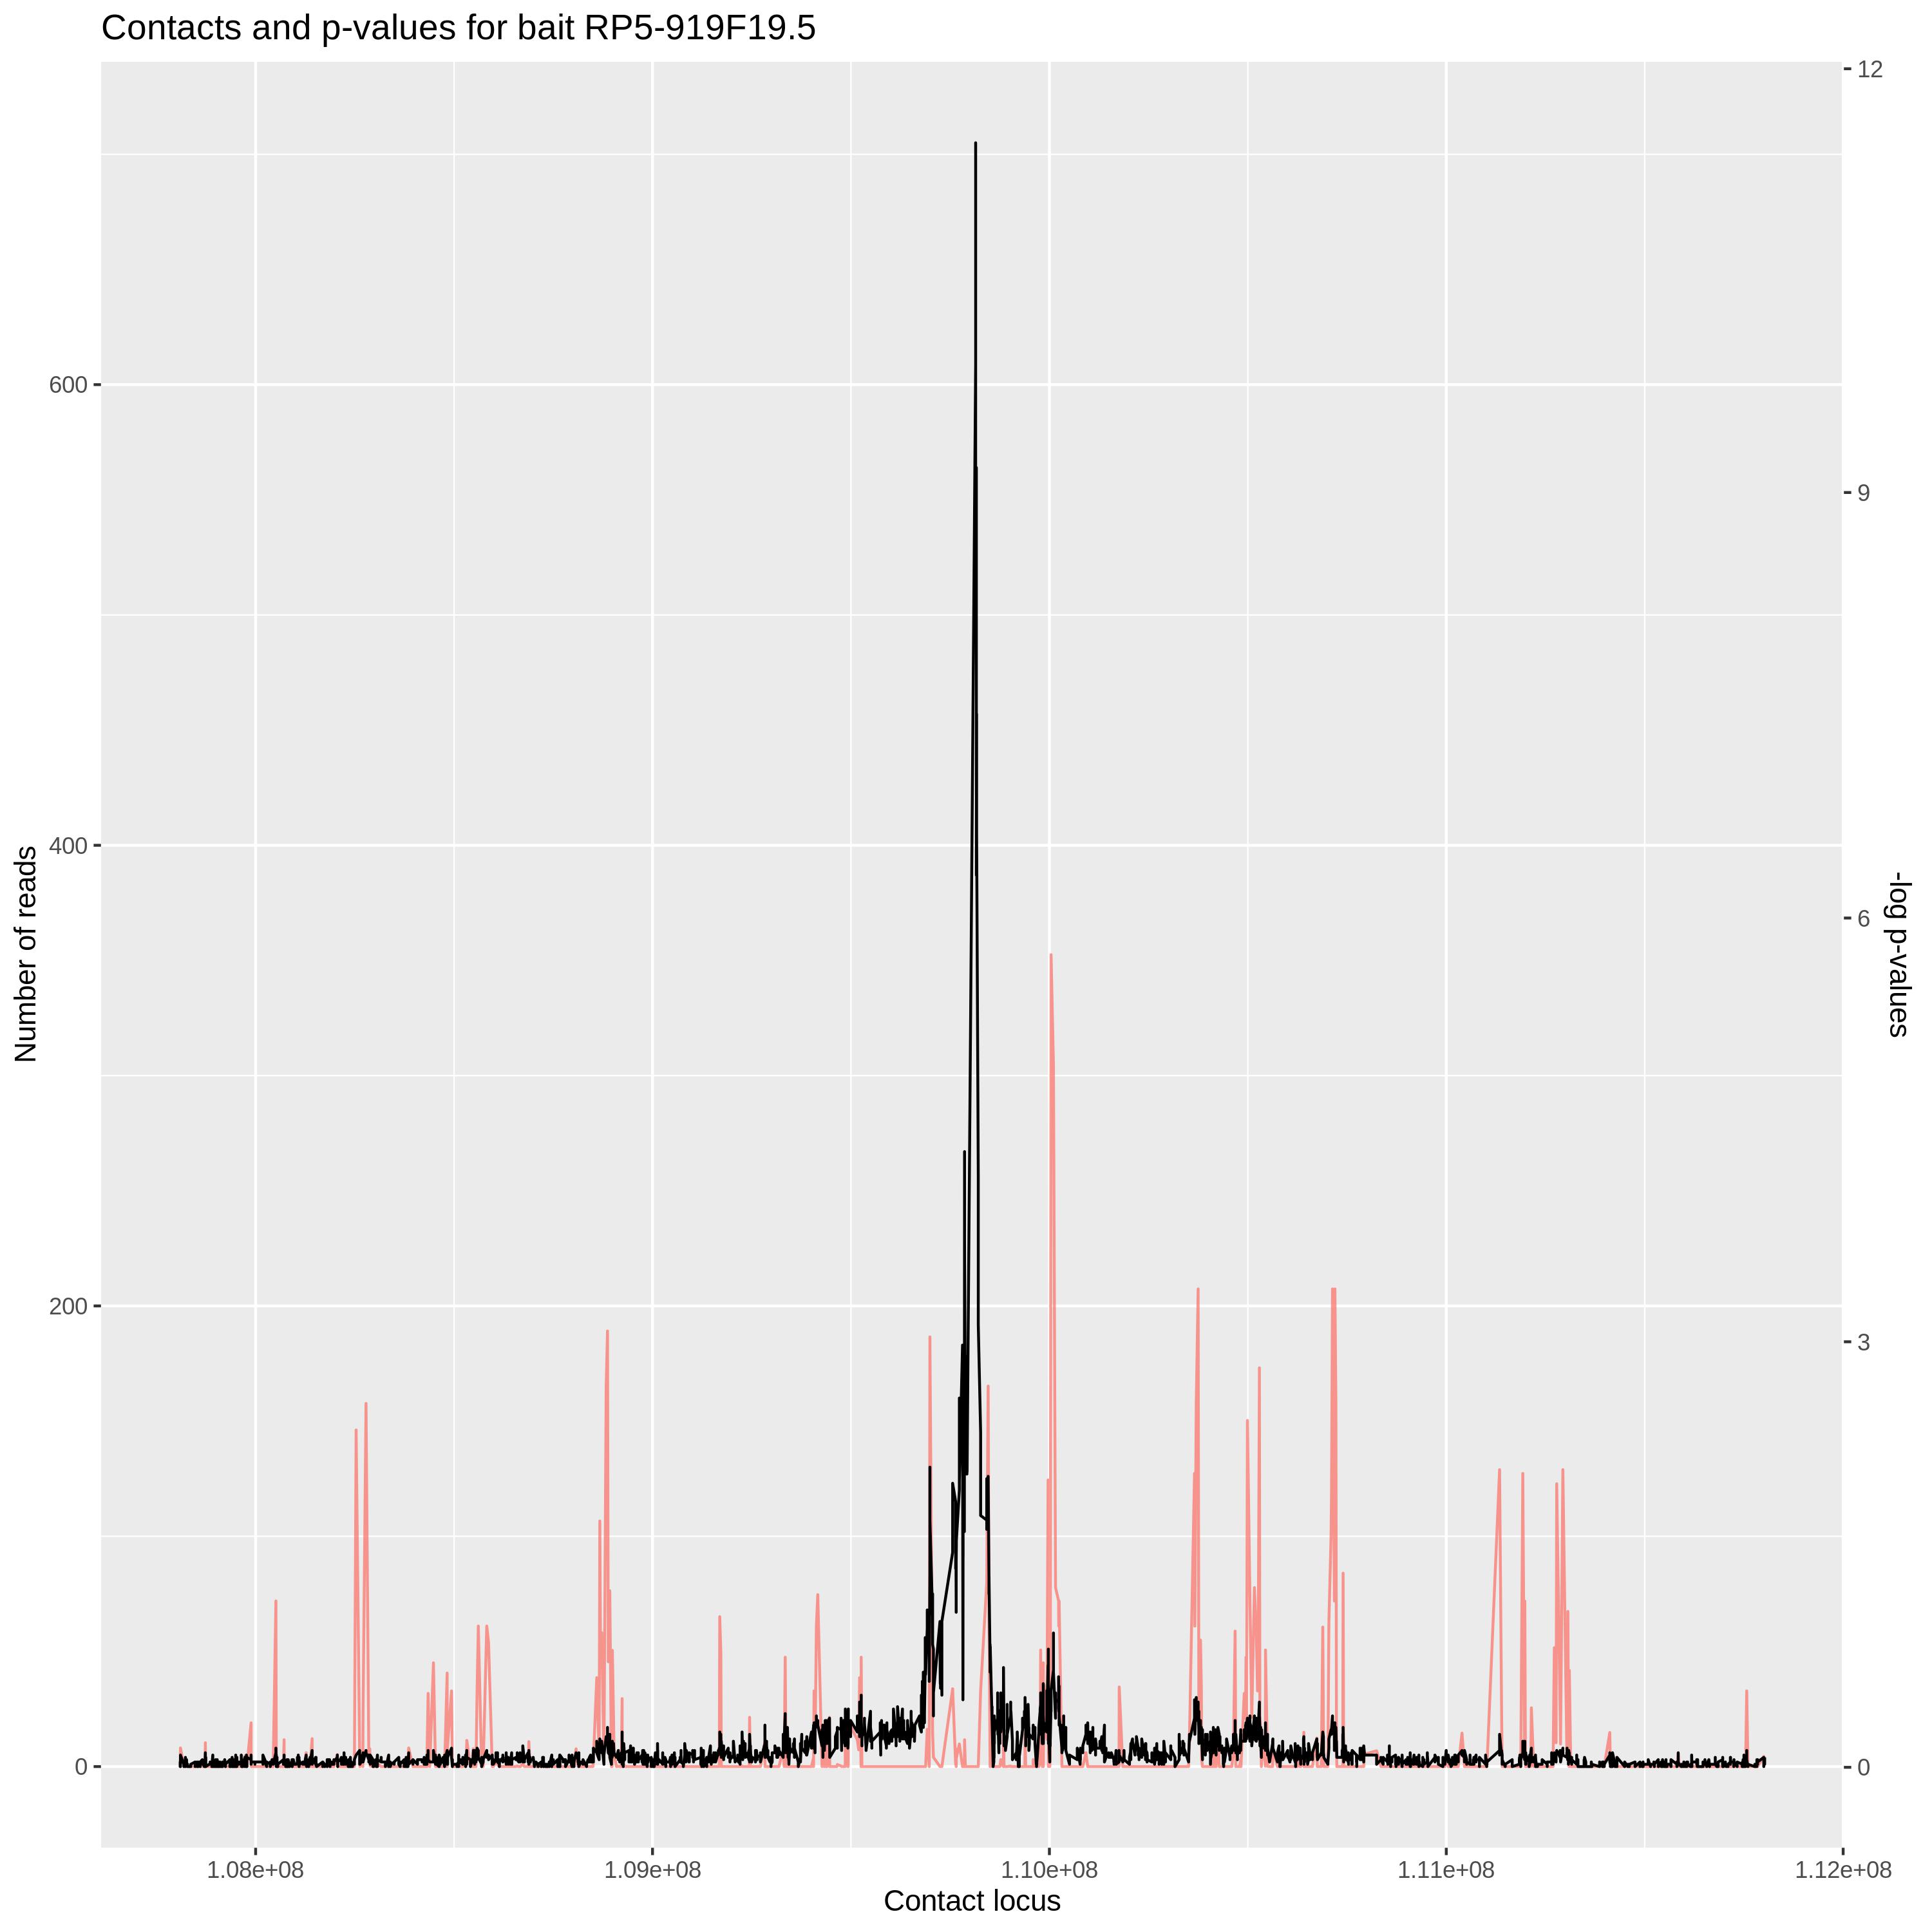 Contacts and p-values for bait RP5-919F19.5
12
600
9
400
Number of reads
6
-log p-values
200
3
0
0
1.08e+08
1.09e+08
1.10e+08
1.11e+08
1.12e+08
Contact locus